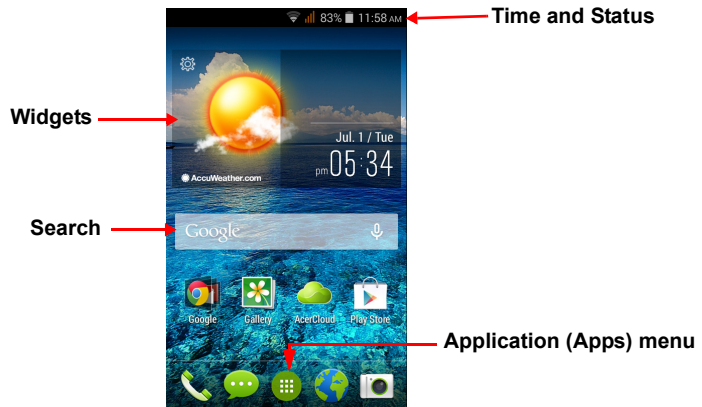 83% 11:58 AM
Time and Status
Widgets
Jul. 1 / Tue
pm 05:34
AccuWeather.com
Search
Google
Google Gallery AcerCloud Play Store
Application (Apps) menu